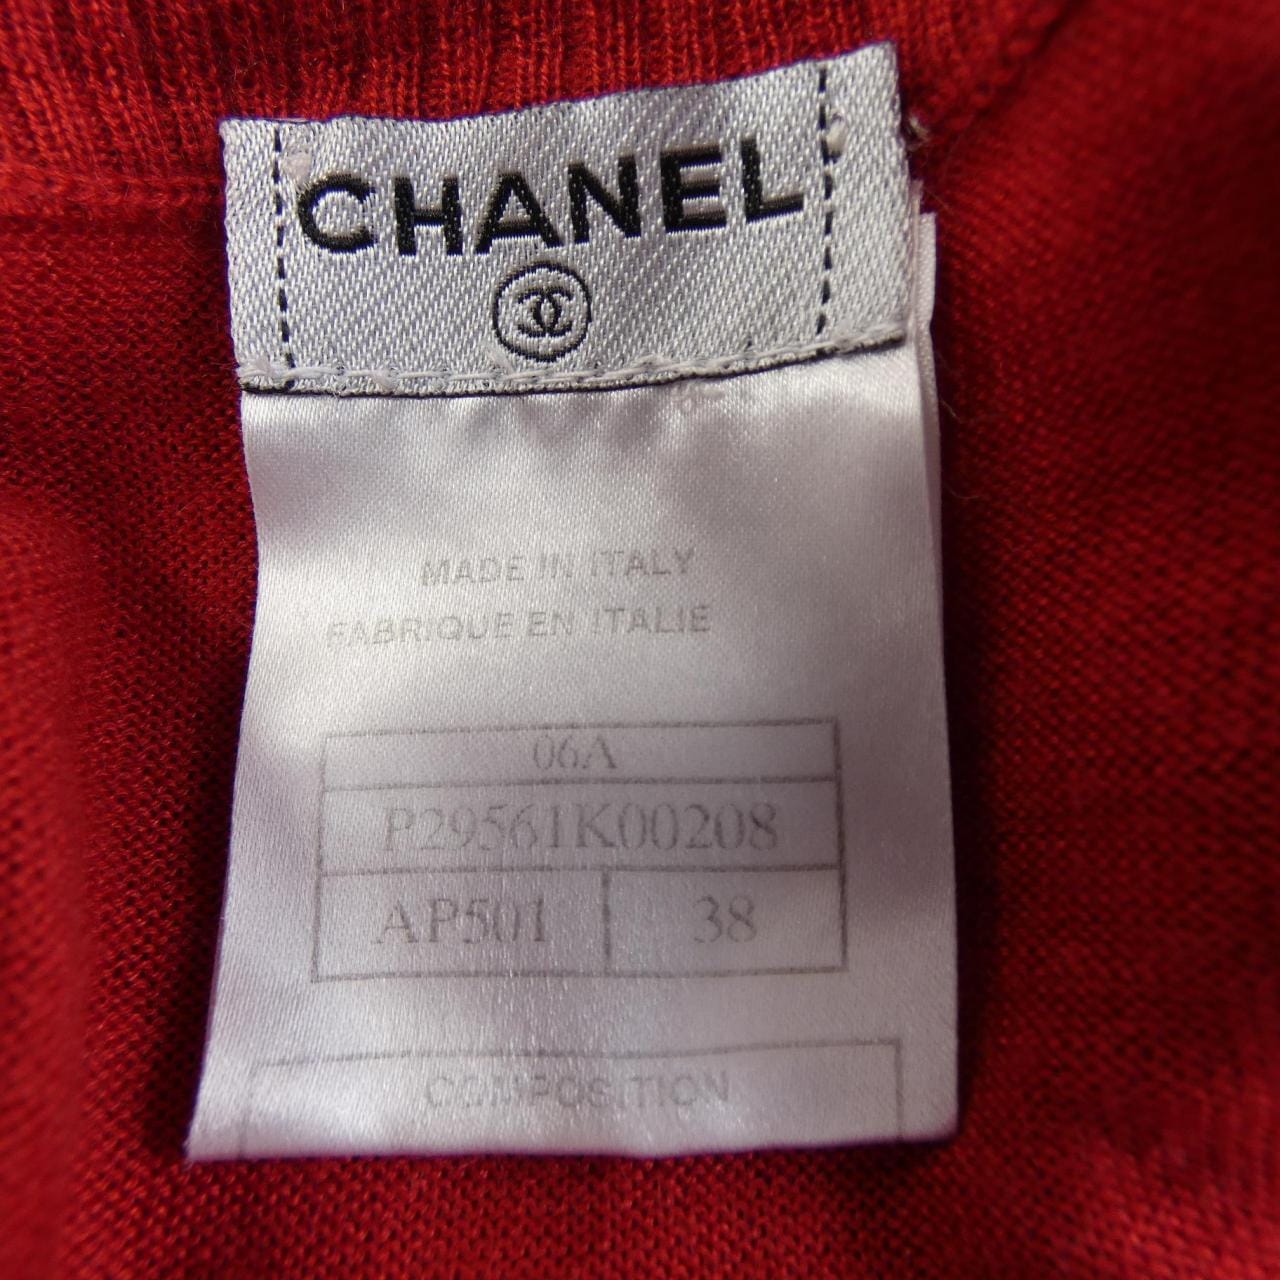 CHANEL
MADE IN ITALY
FABRIQUE EN ITALIE
06A
P29561K00208
AP501 38
COMPOSITION